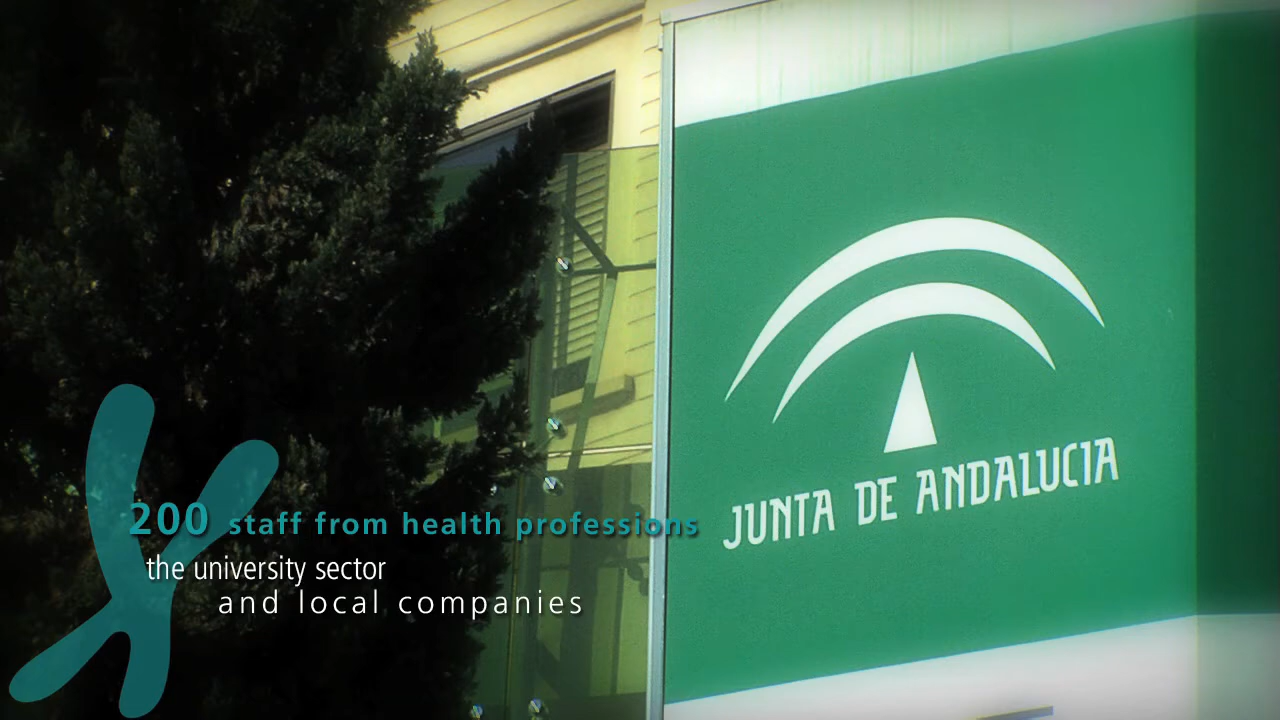 JUNTA DE ANDALUCIA
200 staff from health professions
the university sector
and local companies